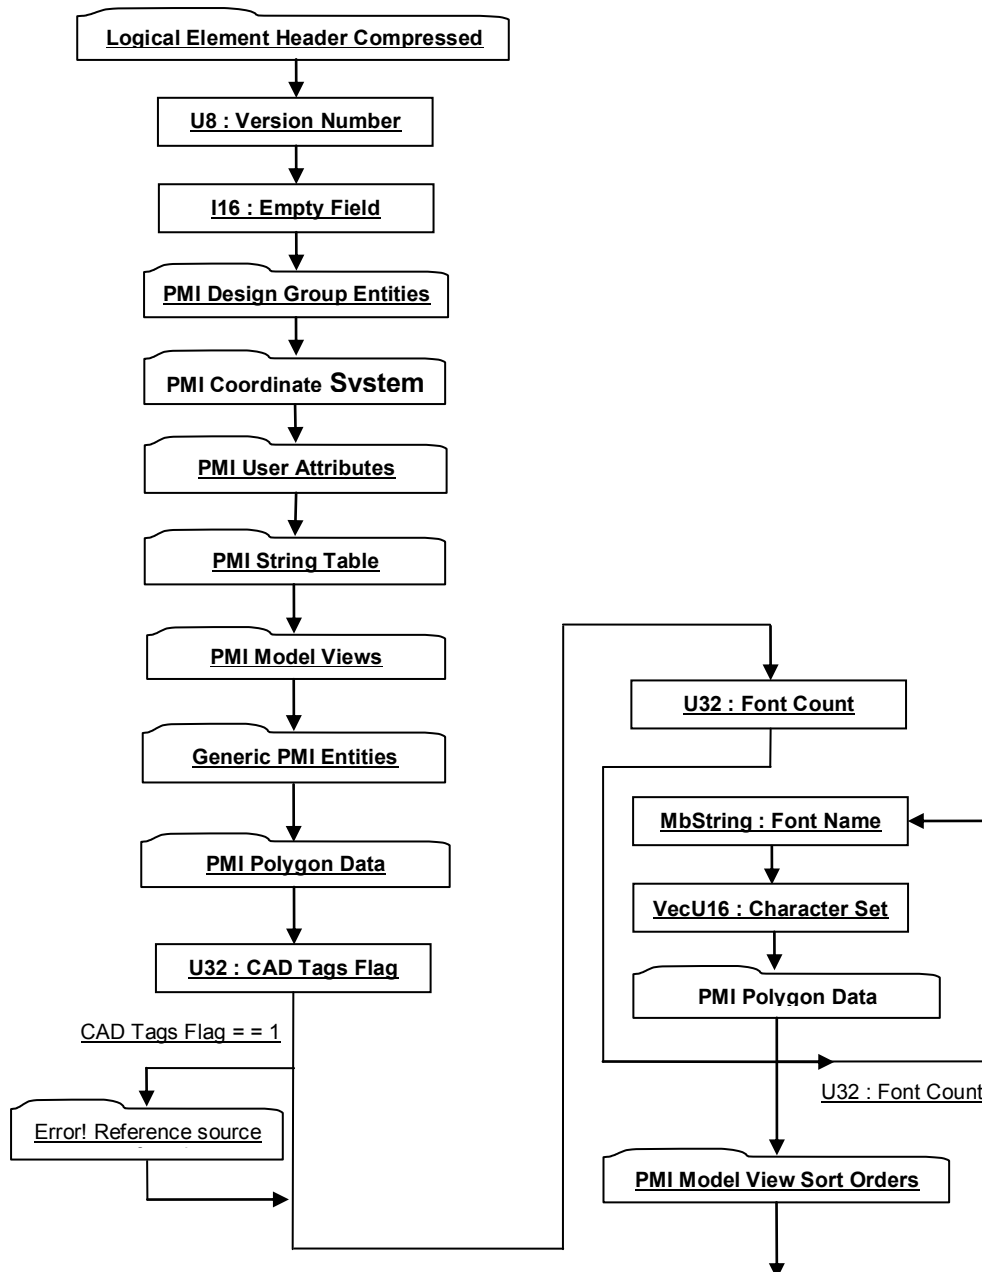 Logical Element Header Compressed
U8 : Version Number
I16 : Empty Field
PMI Design Group Entities
PMI Coordinate System
PMI User Attributes
PMI String Table
PMI Model Views
Generic PMI Entities
PMI Polygon Data
U32 : CAD Tags Flag
CAD Tags Flag = = 1
Error! Reference source
U32 : Font Count
MbString : Font Name
VecU16 : Character Set
PMI Polygon Data
U32 : Font Count
PMI Model View Sort Orders